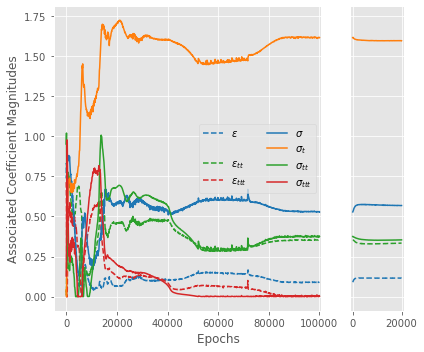 1.75
1.50
1.25
1.00
0.75
0.50
0.25
0.00
Associated Coefficient Magnitudes
ε
ε_tt
ε_ttt
σ
σ_t
σ_tt
σ_ttt
0 20000 40000 60000 80000 100000 0 20000
Epochs